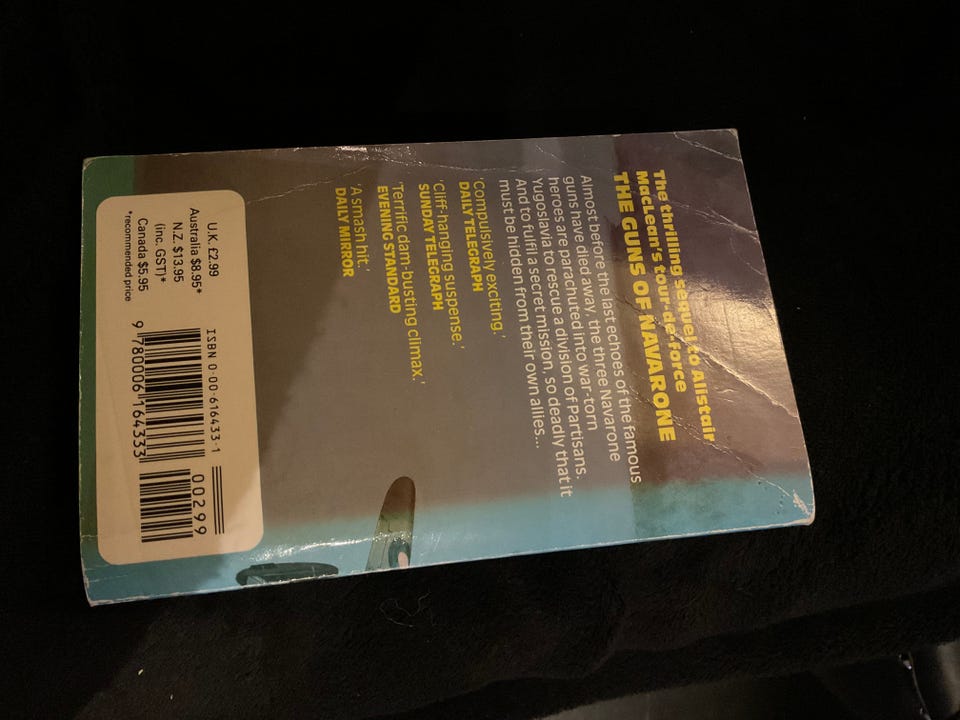 The thrilling sequel to Alistair
MacLean's tour-de-force
THE GUNS OF NAVARONE
Almost before the last echoes of the famous
guns have died away, the three Navarone
heroes are parachuted into war-torn
Yugoslavia to rescue a division of Partisans.
And to fulfil a secret mission, so deadly that it
must be hidden from their own allies...
'Compulsively exciting.'
DAILY TELEGRAPH
'Cliff-hanging suspense.'
SUNDAY TELEGRAPH
'Terrific dam-busting climax.'
EVENING STANDARD
'A smash hit.'
DAILY MIRROR
U.K. £2.99
Australia $8.95*
N.Z. $13.95
(inc. GST)*
Canada $5.95
*recommended price
ISBN 0-00-616433-1
00299
9 780006 164333